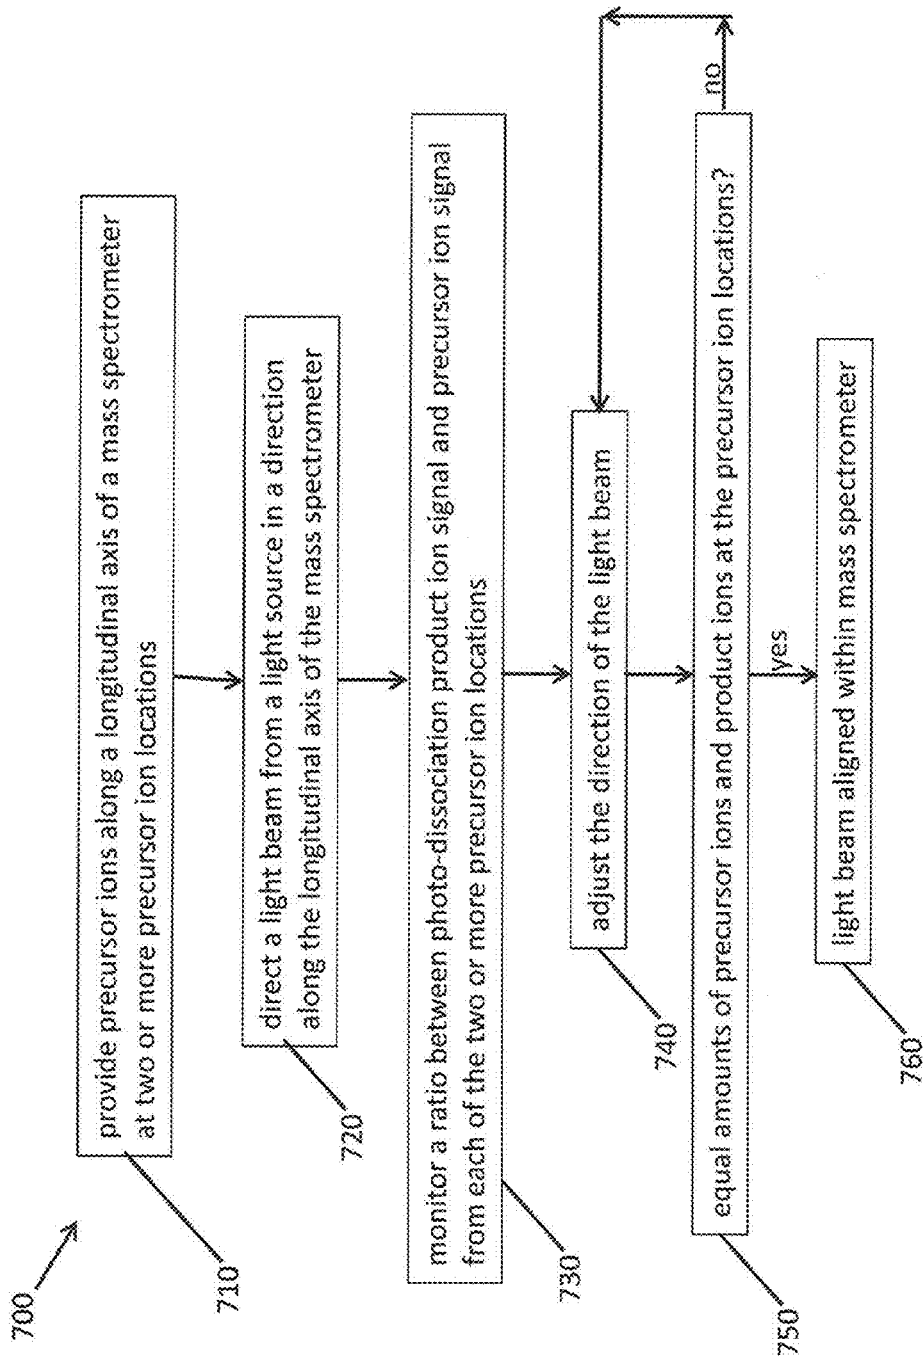 700
710
provide precursor ions along a longitudinal axis of a mass spectrometer
at two or more precursor ion locations
720
direct a light beam from a light source in a direction
along the longitudinal axis of the mass spectrometer
730
monitor a ratio between photo-dissociation product ion signal and precursor ion signal
from each of the two or more precursor ion locations
740
adjust the direction of the light beam
750
equal amounts of precursor ions and product ions at the precursor ion locations?
no
yes
760
light beam aligned within mass spectrometer